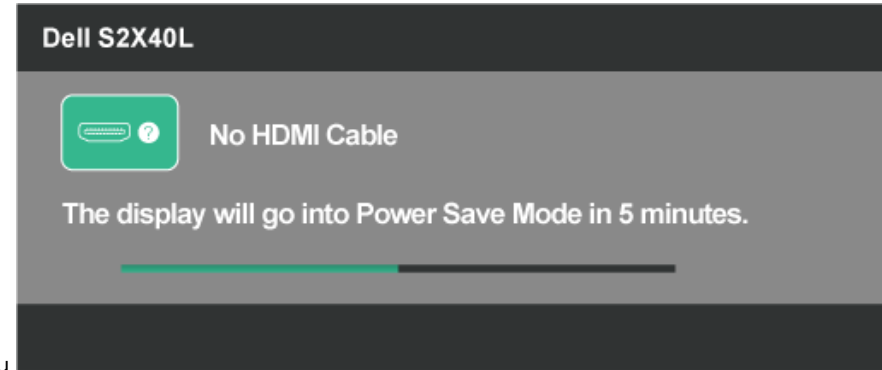 Dell S2X40L
?
No HDMI Cable
The display will go into Power Save Mode in 5 minutes.